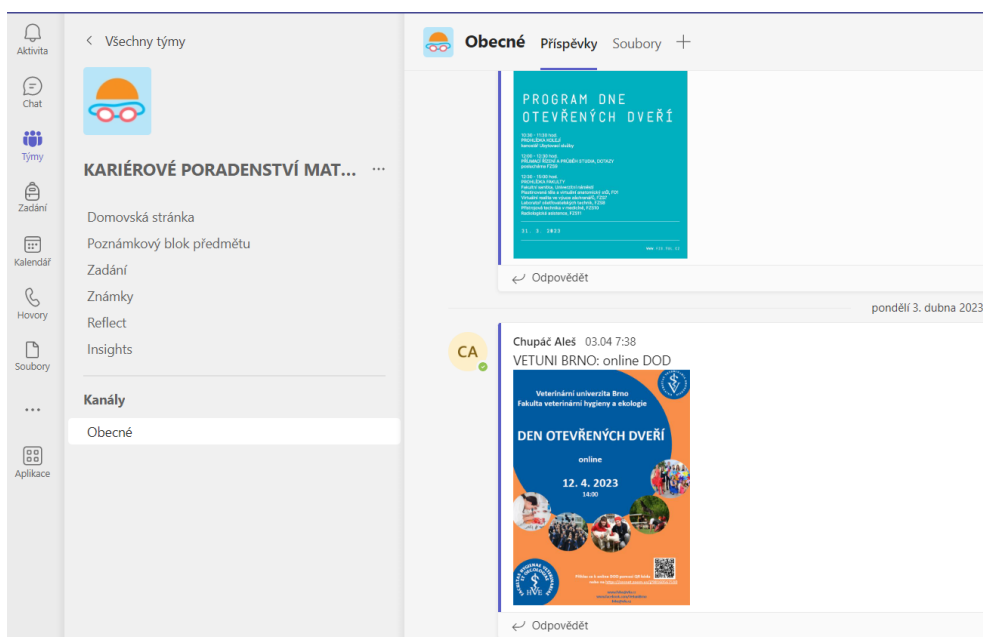 Aktivita
Chat
Týmy
Zadání
Kalendář
Hovory
Soubory
Aplikace
Všechny týmy
KARIÉROVÉ PORADENSTVÍ MAT...
Domovská stránka
Poznámkový blok předmětu
Zadání
Známky
Reflect
Insights
Kanály
Obecné
Obecné Příspěvky Soubory
PROGRAM DNE
OTEVŘENÝCH DVEŘÍ
31. 3. 2023
Odpovědět
pondělí 3. dubna 2023
CA
Chupáč Aleš 03.04 7:38
VETUNI BRNO: online DOD
Veterinární univerzita Brno
Fakulta veterinární hygieny a ekologie
DEN OTEVŘENÝCH DVEŘÍ
online
12. 4. 2023
14:00
Odpovědět